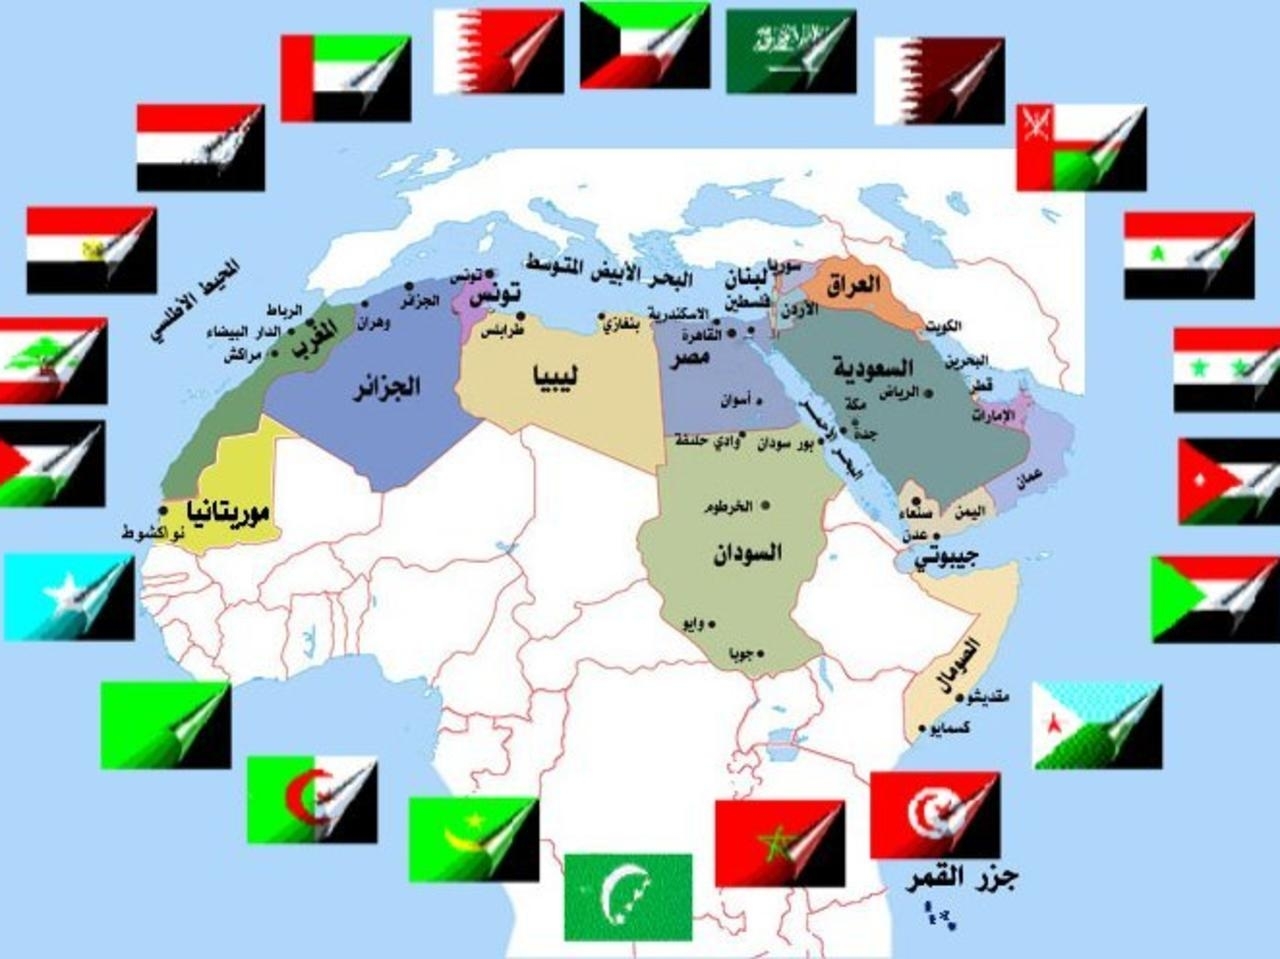 المحيط الأطلسي
البحر الأبيض المتوسط
تونس
تونس
الجزائر
وهران
الرباط
الدار البيضاء
مراكش
المغرب
الجزائر
طرابلس
بنغازي
ليبيا
لبنان
سوريا
فلسطين
الأردن
العراق
الكويت
الاسكندرية
القاهرة
مصر
أسوان
السعودية
الرياض
مكة
جدة
البحرين
قطر
الإمارات
عمان
البحر الأحمر
وادي حليفة
بور سودان
الخرطوم
السودان
واو
جوبا
صنعاء
اليمن
عدن
جيبوتي
الصومال
مقديشو
كسمايو
موريتانيا
نواكشوط
جزر القمر